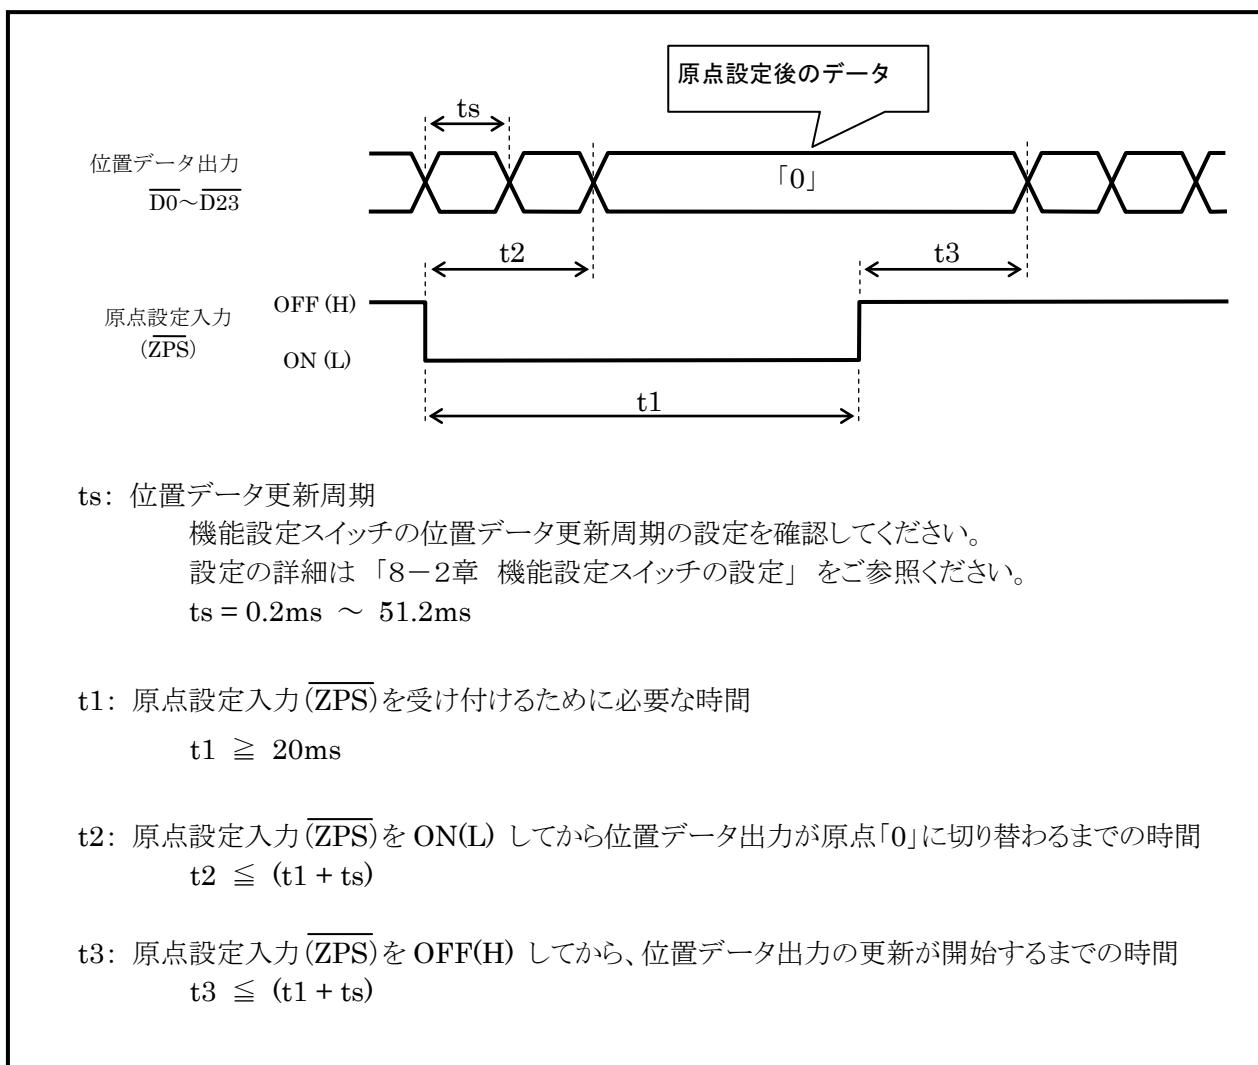 原点設定後のデータ
ts
位置データ出力
D0～D23
「0」
t2
t3
原点設定入力
(ZPS)
OFF (H)
ON (L)
t1
ts: 位置データ更新周期
機能設定スイッチの位置データ更新周期の設定を確認してください。
設定の詳細は 「８－２章 機能設定スイッチの設定」 をご参照ください。
ts = 0.2ms ～ 51.2ms
t1: 原点設定入力(ZPS)を受け付けるために必要な時間
t1 ≧ 20ms
t2: 原点設定入力(ZPS)を ON(L) してから位置データ出力が原点「0」に切り替わるまでの時間
t2 ≦ (t1 + ts)
t3: 原点設定入力(ZPS)を OFF(H) してから、位置データ出力の更新が開始するまでの時間
t3 ≦ (t1 + ts)